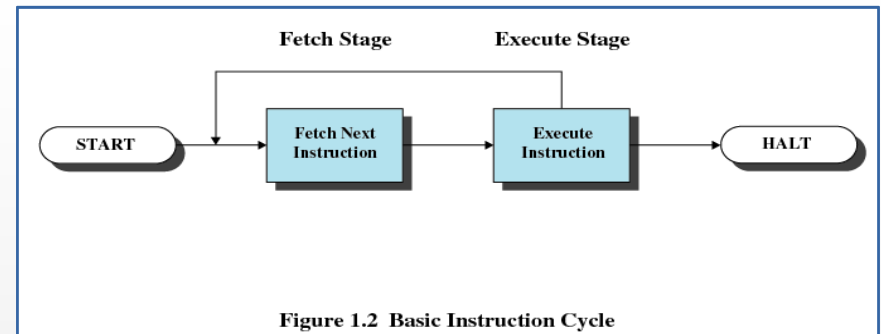 Fetch Stage
Execute Stage
START
Fetch Next
Instruction
Execute
Instruction
HALT
Figure 1.2 Basic Instruction Cycle